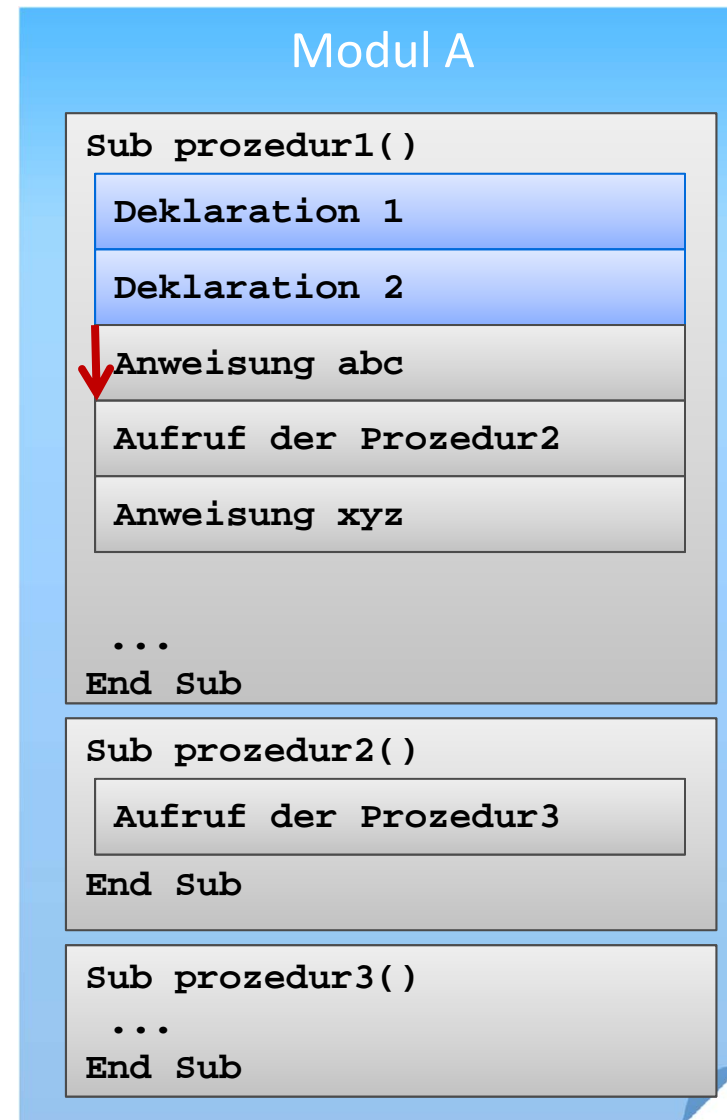 Modul A
Sub prozedur1()
Deklaration 1
Deklaration 2
Anweisung abc
Aufruf der Prozedur2
Anweisung xyz
...
End Sub
Sub prozedur2()
Aufruf der Prozedur3
End Sub
Sub prozedur3()
...
End Sub